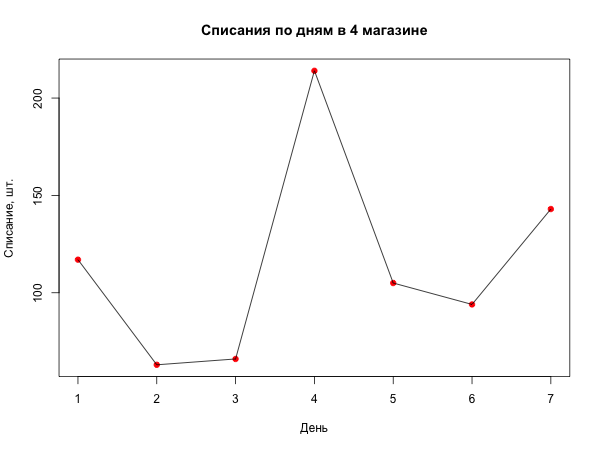 Списания по дням в 4 магазине
Списание, шт.
200
150
100
1 2 3 4 5 6 7
День